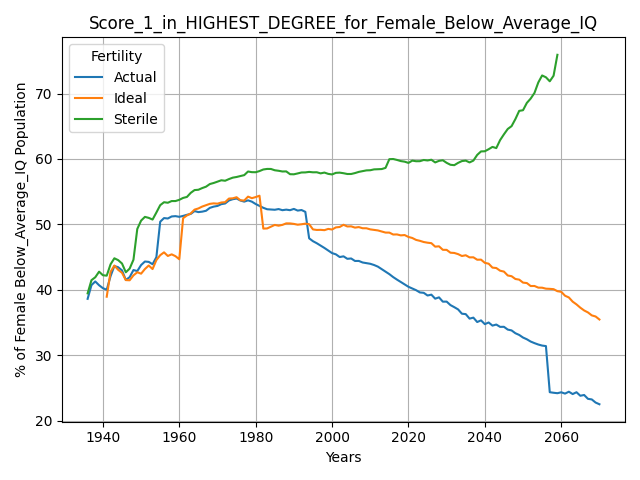 Score_1_in_HIGHEST_DEGREE_for_Female_Below_Average_IQ
Fertility
Actual
Ideal
Sterile
% of Female Below_Average_IQ Population
70
60
50
40
30
20
1940
1960
1980
2000
2020
2040
2060
Years